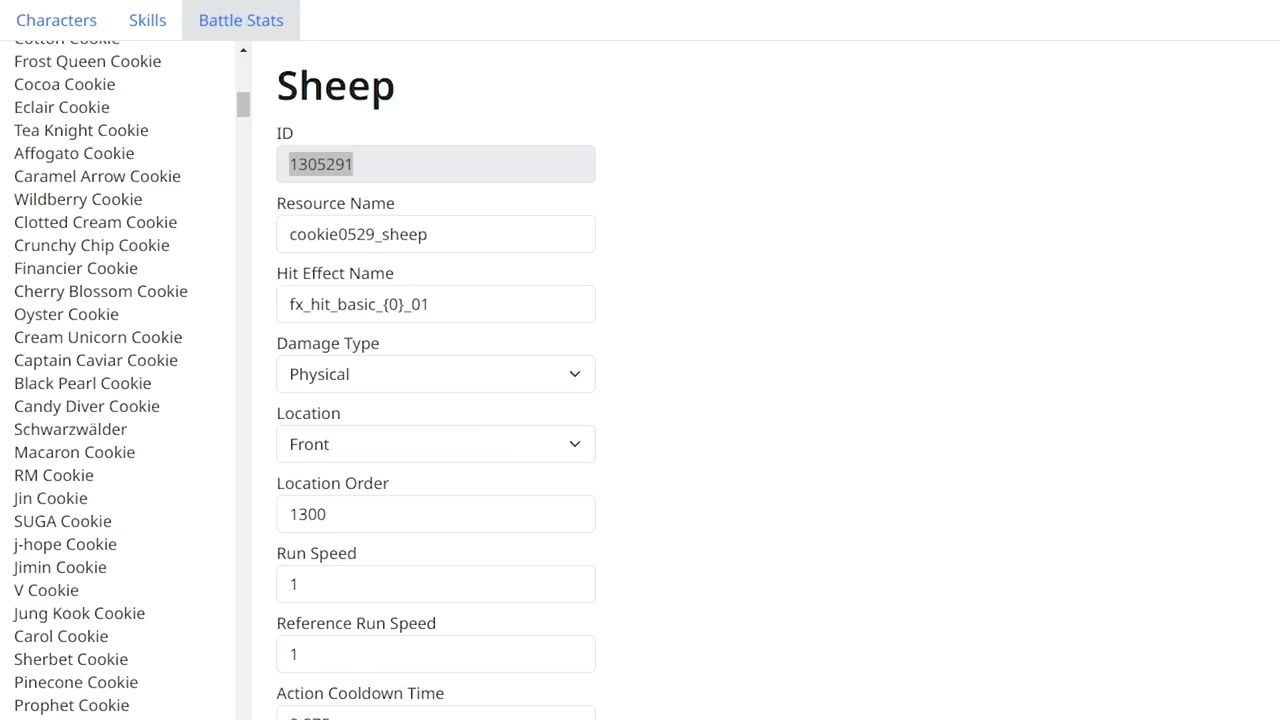 Characters
Skills
Battle Stats
Cotton Cookie
Frost Queen Cookie
Cocoa Cookie
Eclair Cookie
Tea Knight Cookie
Affogato Cookie
Caramel Arrow Cookie
Wildberry Cookie
Clotted Cream Cookie
Crunchy Chip Cookie
Financier Cookie
Cherry Blossom Cookie
Oyster Cookie
Cream Unicorn Cookie
Captain Caviar Cookie
Black Pearl Cookie
Candy Diver Cookie
Schwarzwälder
Macaron Cookie
RM Cookie
Jin Cookie
SUGA Cookie
j-hope Cookie
Jimin Cookie
V Cookie
Jung Kook Cookie
Carol Cookie
Sherbet Cookie
Pinecone Cookie
Prophet Cookie
Sheep
ID
1305291
Resource Name
cookie0529_sheep
Hit Effect Name
fx_hit_basic_{0}_01
Damage Type
Physical
Location
Front
Location Order
1300
Run Speed
1
Reference Run Speed
1
Action Cooldown Time